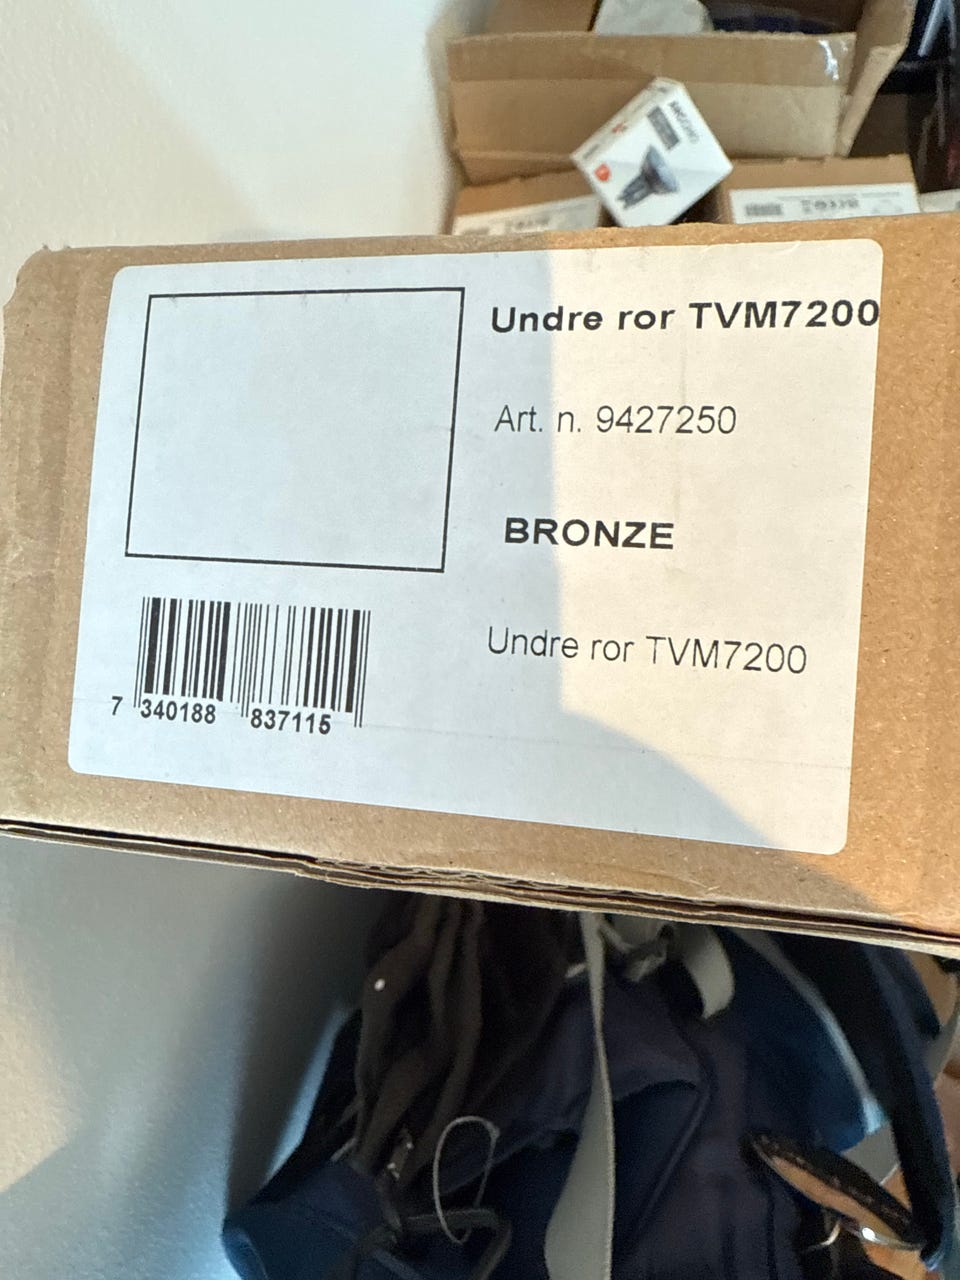 Undre ror TVM7200
Art. n. 9427250
BRONZE
Undre ror TVM7200
7 340188 837115